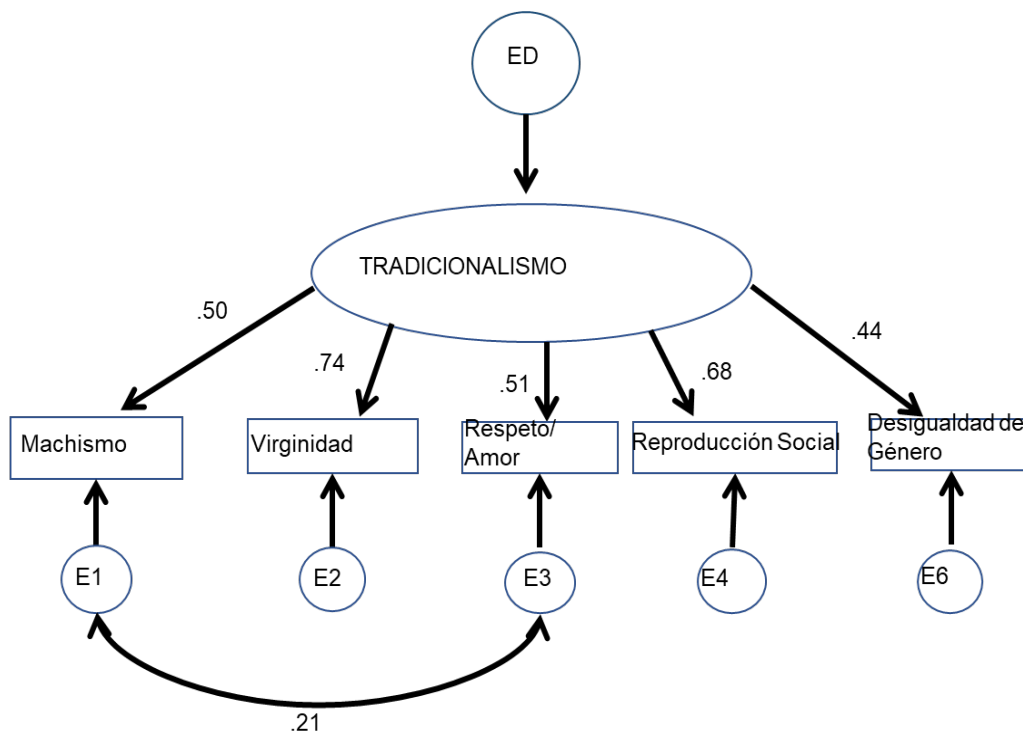 ED
TRADICIONALISMO
.50
.74
.51
.68
.44
Machismo
Virginidad
Respeto/
Amor
Reproducción Social
Desigualdad de
Género
E1
E2
E3
E4
E6
.21